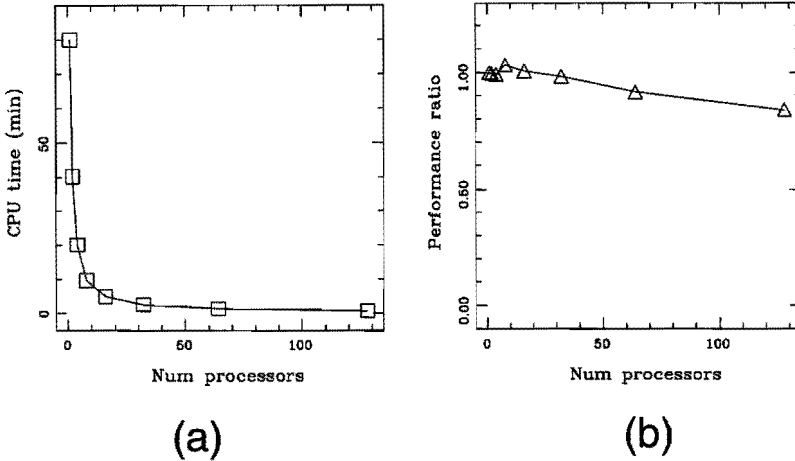 50
0
CPU time (min)
0
50
100
Num processors
(a)
1.00
0.50
0.00
Performance ratio
0
50
100
Num processors
(b)